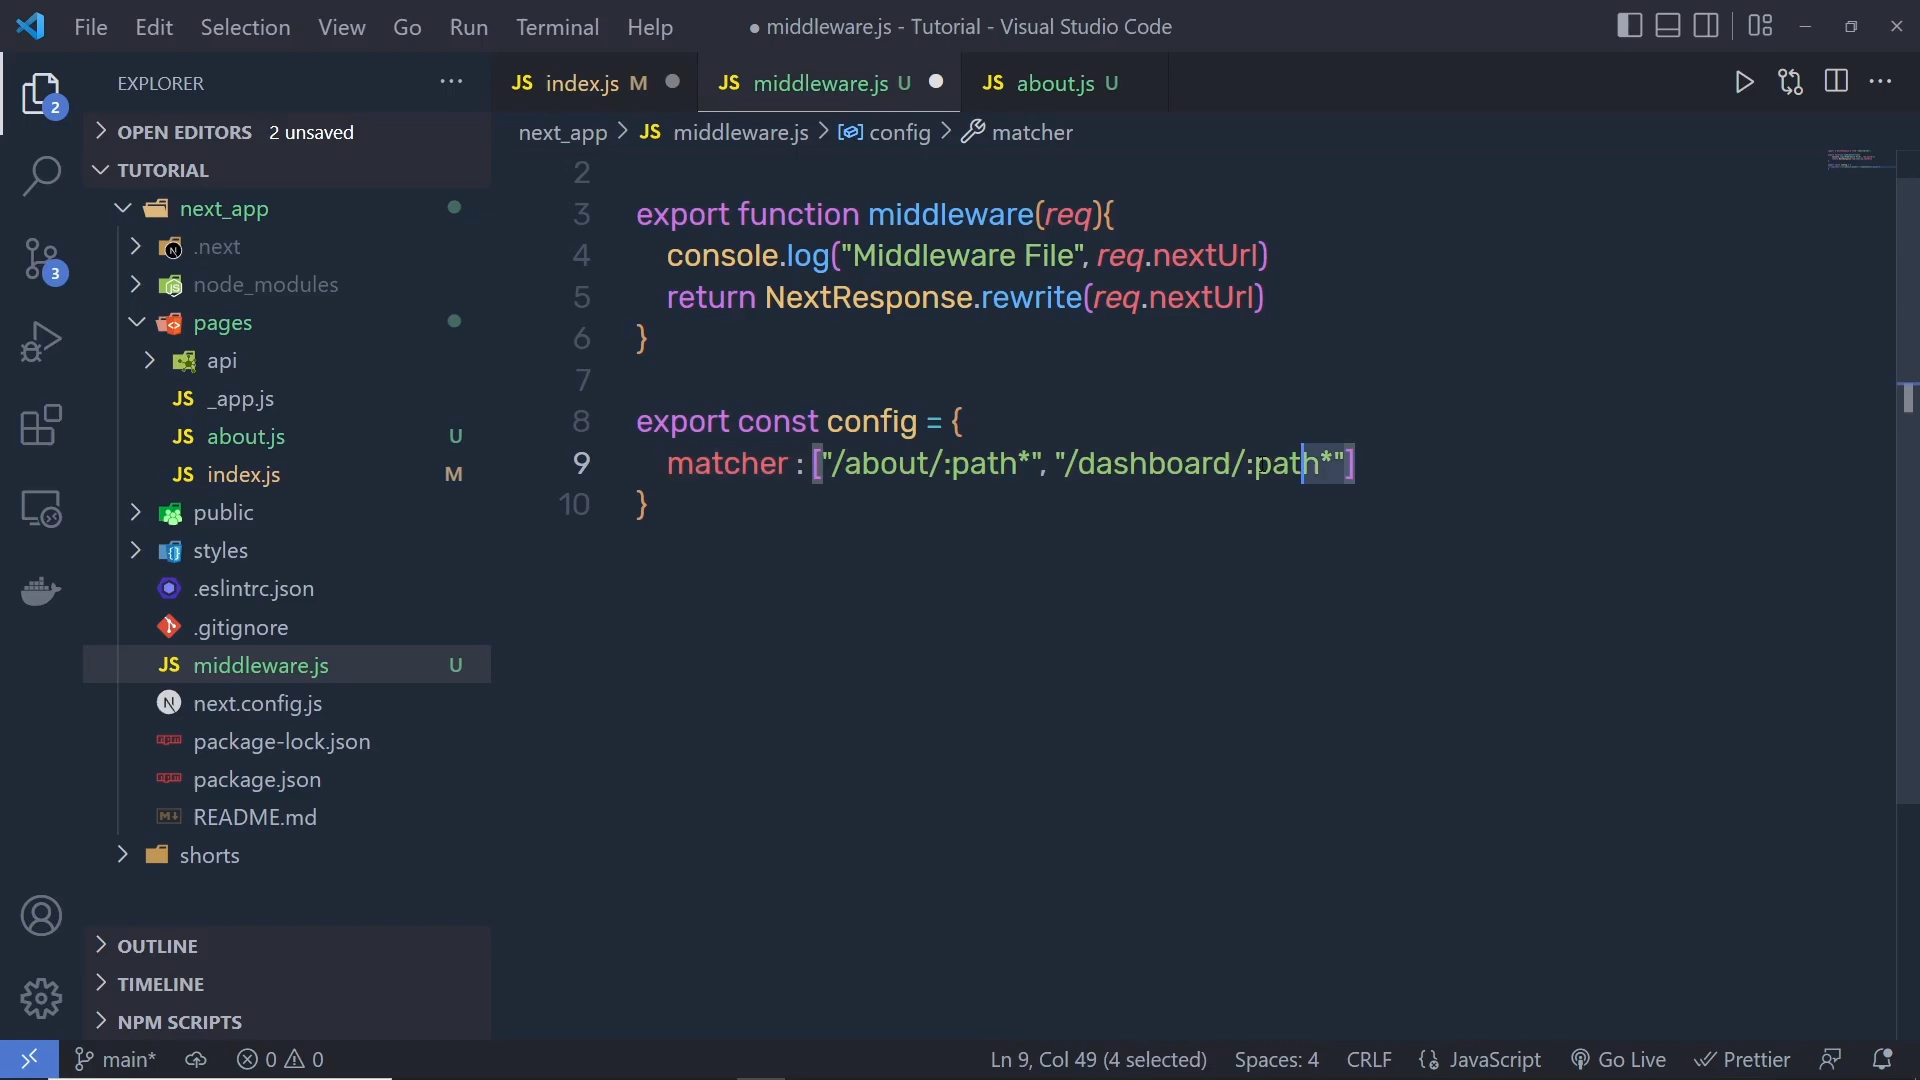 File Edit Selection View Go Run Terminal Help
● middleware.js - Tutorial - Visual Studio Code
EXPLORER
2
OPEN EDITORS 2 unsaved
TUTORIAL
next_app
.next
node_modules
3
pages
api
JS _app.js
JS about.js U
JS index.js M
public
styles
.eslintrc.json
.gitignore
JS middleware.js U
next.config.js
package-lock.json
package.json
README.md
shorts
OUTLINE
TIMELINE
NPM SCRIPTS
JS index.js M
JS middleware.js U
JS about.js U
next_app > JS middleware.js > config > matcher
2
3 export function middleware(req){
4 console.log("Middleware File", req.nextUrl)
5 return NextResponse.rewrite(req.nextUrl)
6 }
7
8 export const config = {
9 matcher : ["/about/:path*", "/dashboard/:path*"]
10 }
main* 0 0
Ln 9, Col 49 (4 selected) Spaces: 4 CRLF JavaScript Go Live Prettier